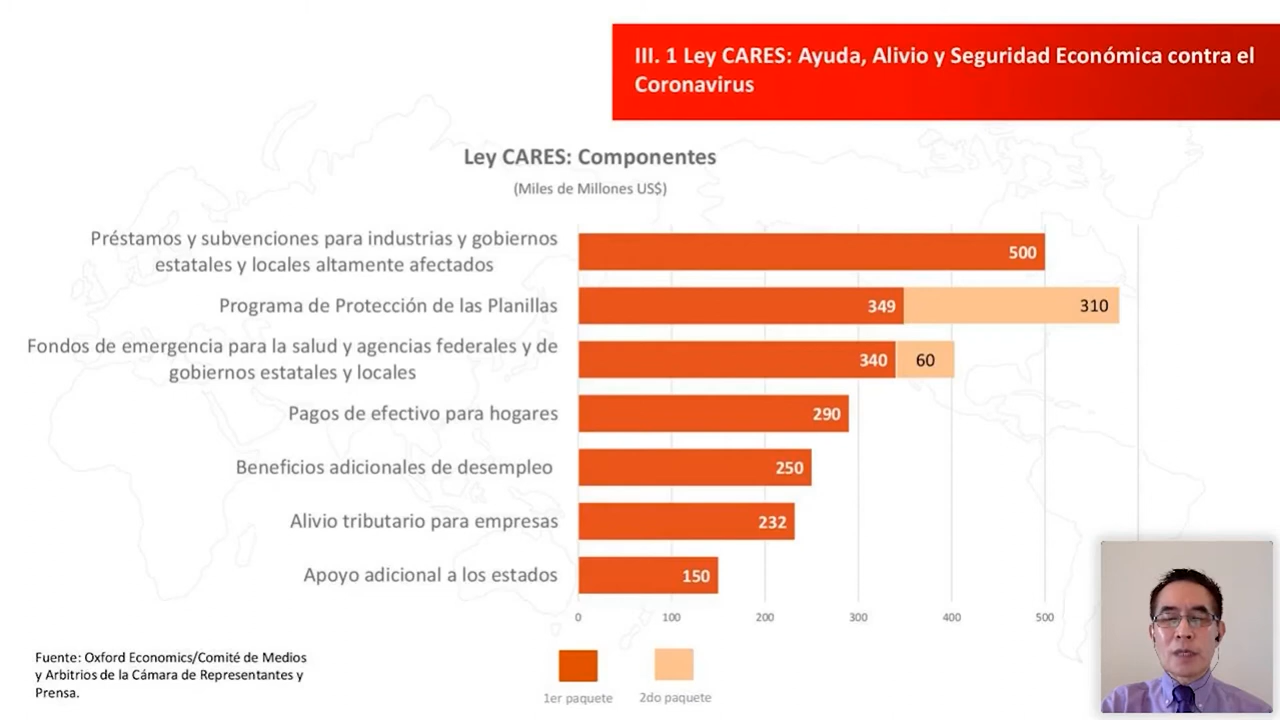 III. 1 Ley CARES: Ayuda, Alivio y Seguridad Económica contra el
Coronavirus
Ley CARES: Componentes
(Miles de Millones US$)
Préstamos y subvenciones para industrias y gobiernos
estatales y locales altamente afectados
500
Programa de Protección de las Planillas
349
310
Fondos de emergencia para la salud y agencias federales y de
gobiernos estatales y locales
340
60
Pagos de efectivo para hogares
290
Beneficios adicionales de desempleo
250
Alivio tributario para empresas
232
Apoyo adicional a los estados
150
0 100 200 300 400 500
1er paquete 2do paquete
Fuente: Oxford Economics/Comité de Medios
y Arbitrios de la Cámara de Representantes y
Prensa.